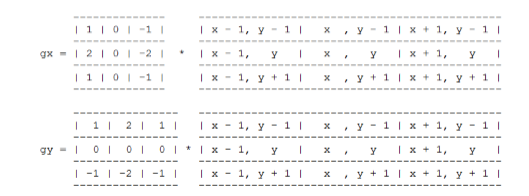 ---------------   -----------------------------------
| 1 | 0 | -1 |   | x - 1, y - 1 |   x   , y - 1 | x + 1, y - 1 |
---------------   -----------------------------------
gx = | 2 | 0 | -2 |  *  | x - 1,   y   |   x   ,   y   | x + 1,   y   |
---------------   -----------------------------------
| 1 | 0 | -1 |   | x - 1, y + 1 |   x   , y + 1 | x + 1, y + 1 |
---------------   -----------------------------------
-----------------   -----------------------------------
|  1 |  2 |  1 |   | x - 1, y - 1 |   x   , y - 1 | x + 1, y - 1 |
-----------------   -----------------------------------
gy = |  0 |  0 |  0 | * | x - 1,   y   |   x   ,   y   | x + 1,   y   |
-----------------   -----------------------------------
| -1 | -2 | -1 |   | x - 1, y + 1 |   x   , y + 1 | x + 1, y + 1 |
-----------------   -----------------------------------